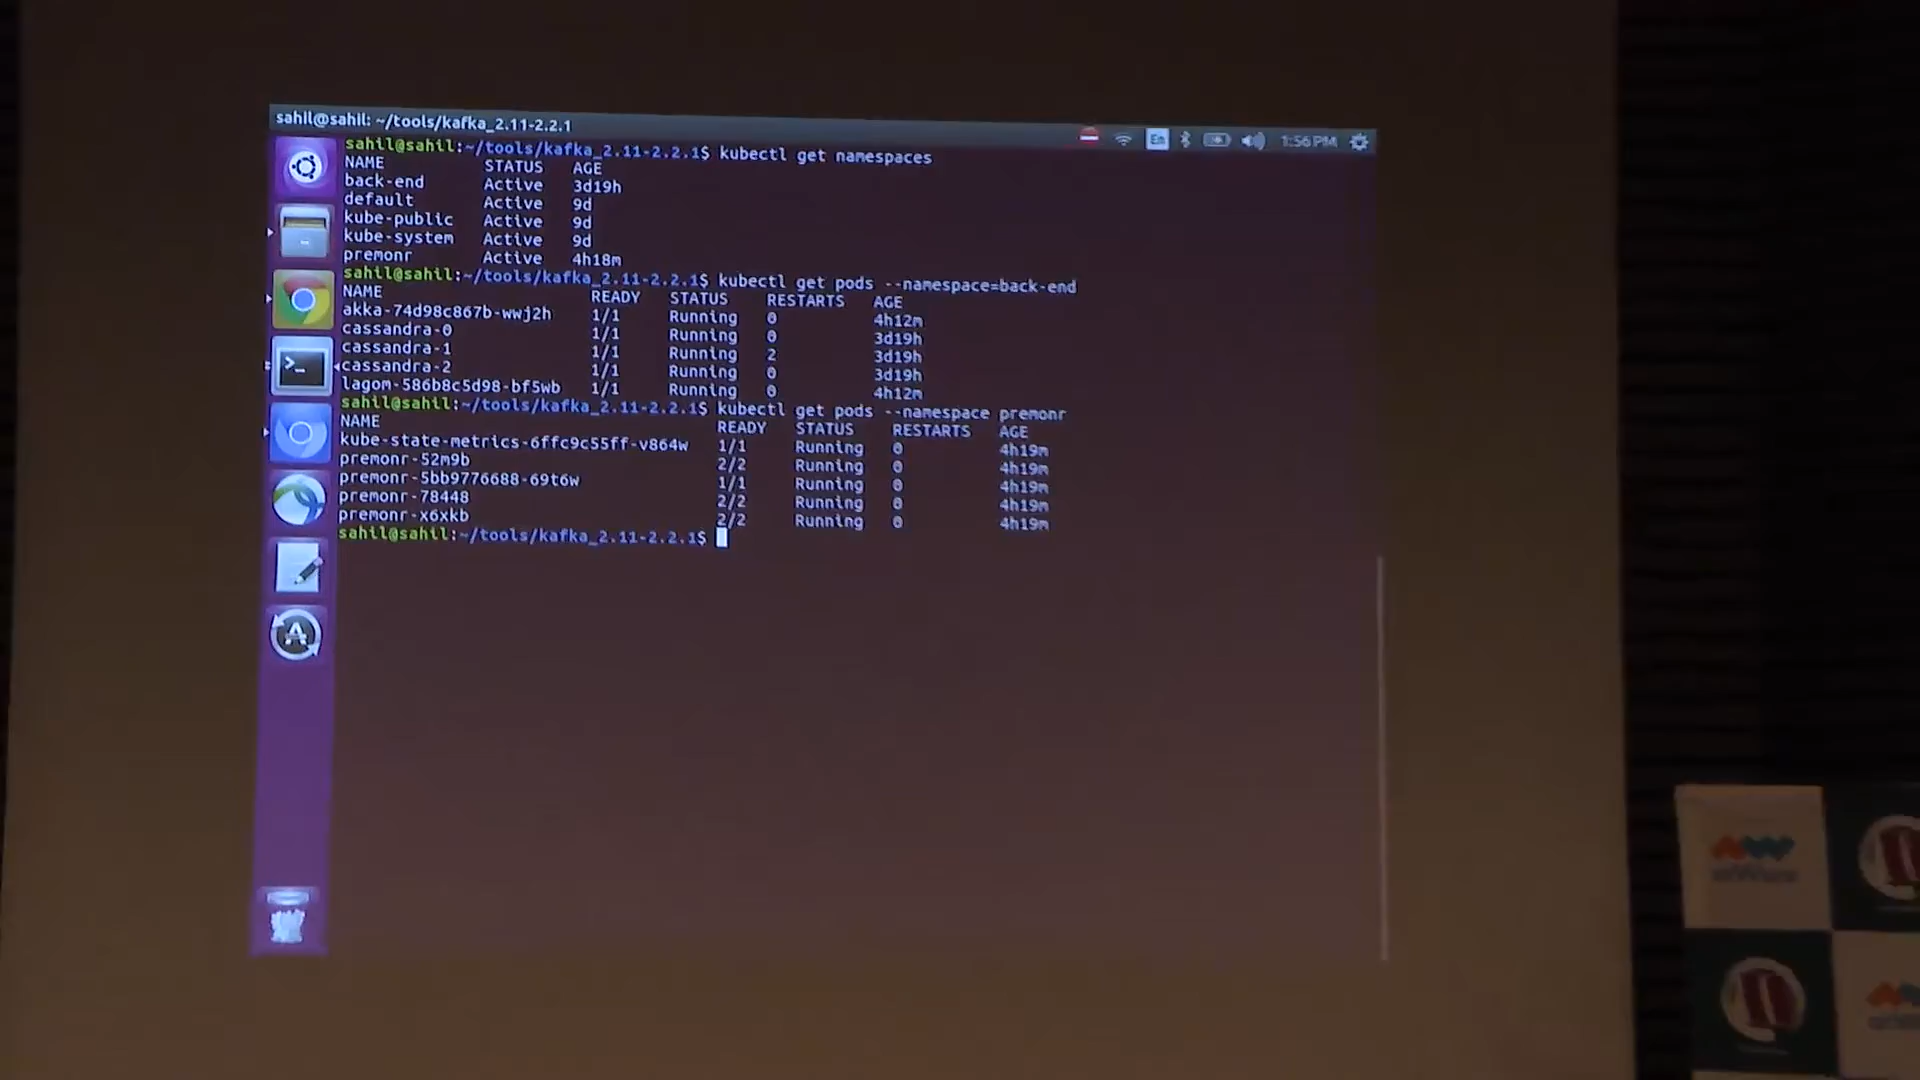 sahil@sahil: ~/tools/kafka_2.11-2.2.1
En 1:56 PM
sahil@sahil:~/tools/kafka_2.11-2.2.1$ kubectl get namespaces
NAME STATUS AGE
back-end Active 3d19h
default Active 9d
kube-public Active 9d
kube-system Active 9d
premonr Active 4h18m
sahil@sahil:~/tools/kafka_2.11-2.2.1$ kubectl get pods --namespace=back-end
NAME READY STATUS RESTARTS AGE
akka-74d98c867b-wwj2h 1/1 Running 0 4h12m
cassandra-0 1/1 Running 0 3d19h
cassandra-1 1/1 Running 2 3d19h
cassandra-2 1/1 Running 0 3d19h
lagom-586b8c5d98-bf5wb 1/1 Running 0 4h12m
sahil@sahil:~/tools/kafka_2.11-2.2.1$ kubectl get pods --namespace premonr
NAME READY STATUS RESTARTS AGE
kube-state-metrics-6ffc9c55ff-v864w 1/1 Running 0 4h19m
premonr-52m9b 2/2 Running 0 4h19m
premonr-5bb9776688-69t6w 1/1 Running 0 4h19m
premonr-78448 2/2 Running 0 4h19m
premonr-x6xkb 2/2 Running 0 4h19m
sahil@sahil:~/tools/kafka_2.11-2.2.1$